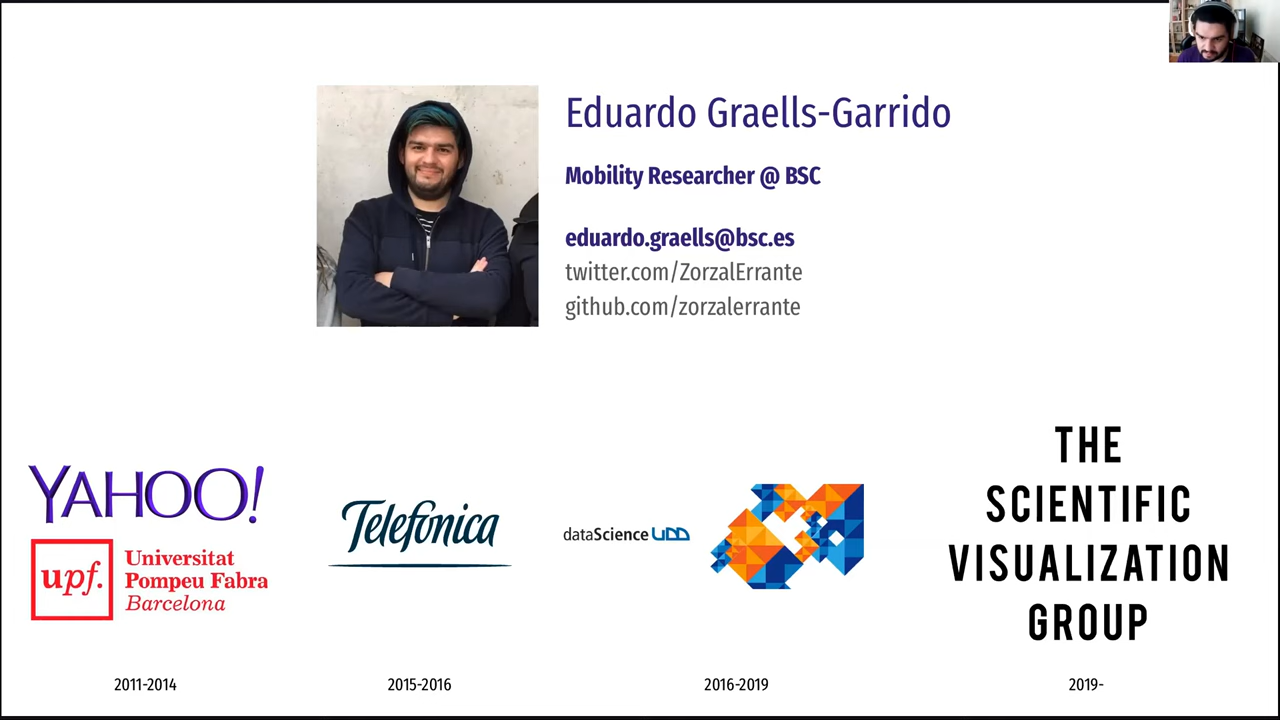 Eduardo Graells-Garrido
Mobility Researcher @ BSC
eduardo.graells@bsc.es
twitter.com/ZorzalErrante
github.com/zorzalerrante
YAHOO!
upf.
Universitat
Pompeu Fabra
Barcelona
2011-2014
Telefónica
2015-2016
dataScience UDD
2016-2019
THE
SCIENTIFIC
VISUALIZATION
GROUP
2019-